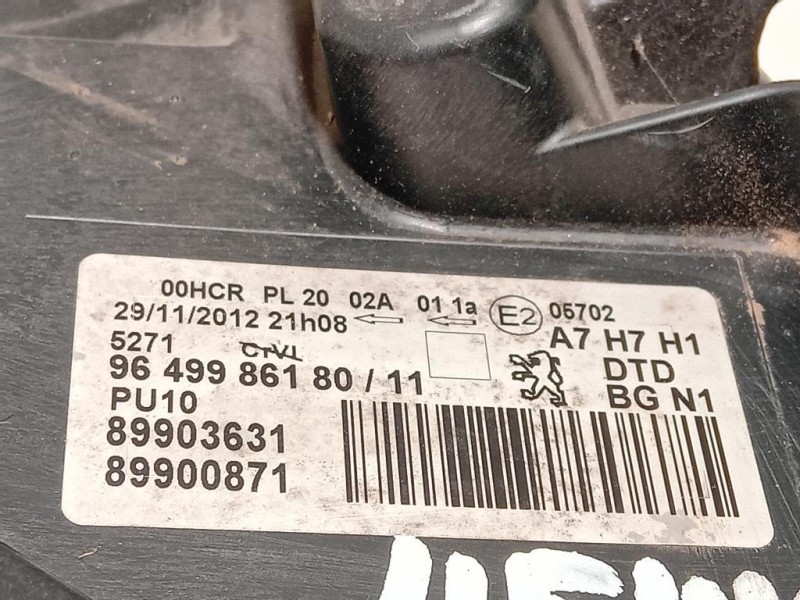 00HCR PL 20 02A 01 1a E2 05702
29/11/2012 21h08 A7 H7 H1
5271 DTD
96 499 861 80 / 11 BG N1
PU10
89903631
89900871